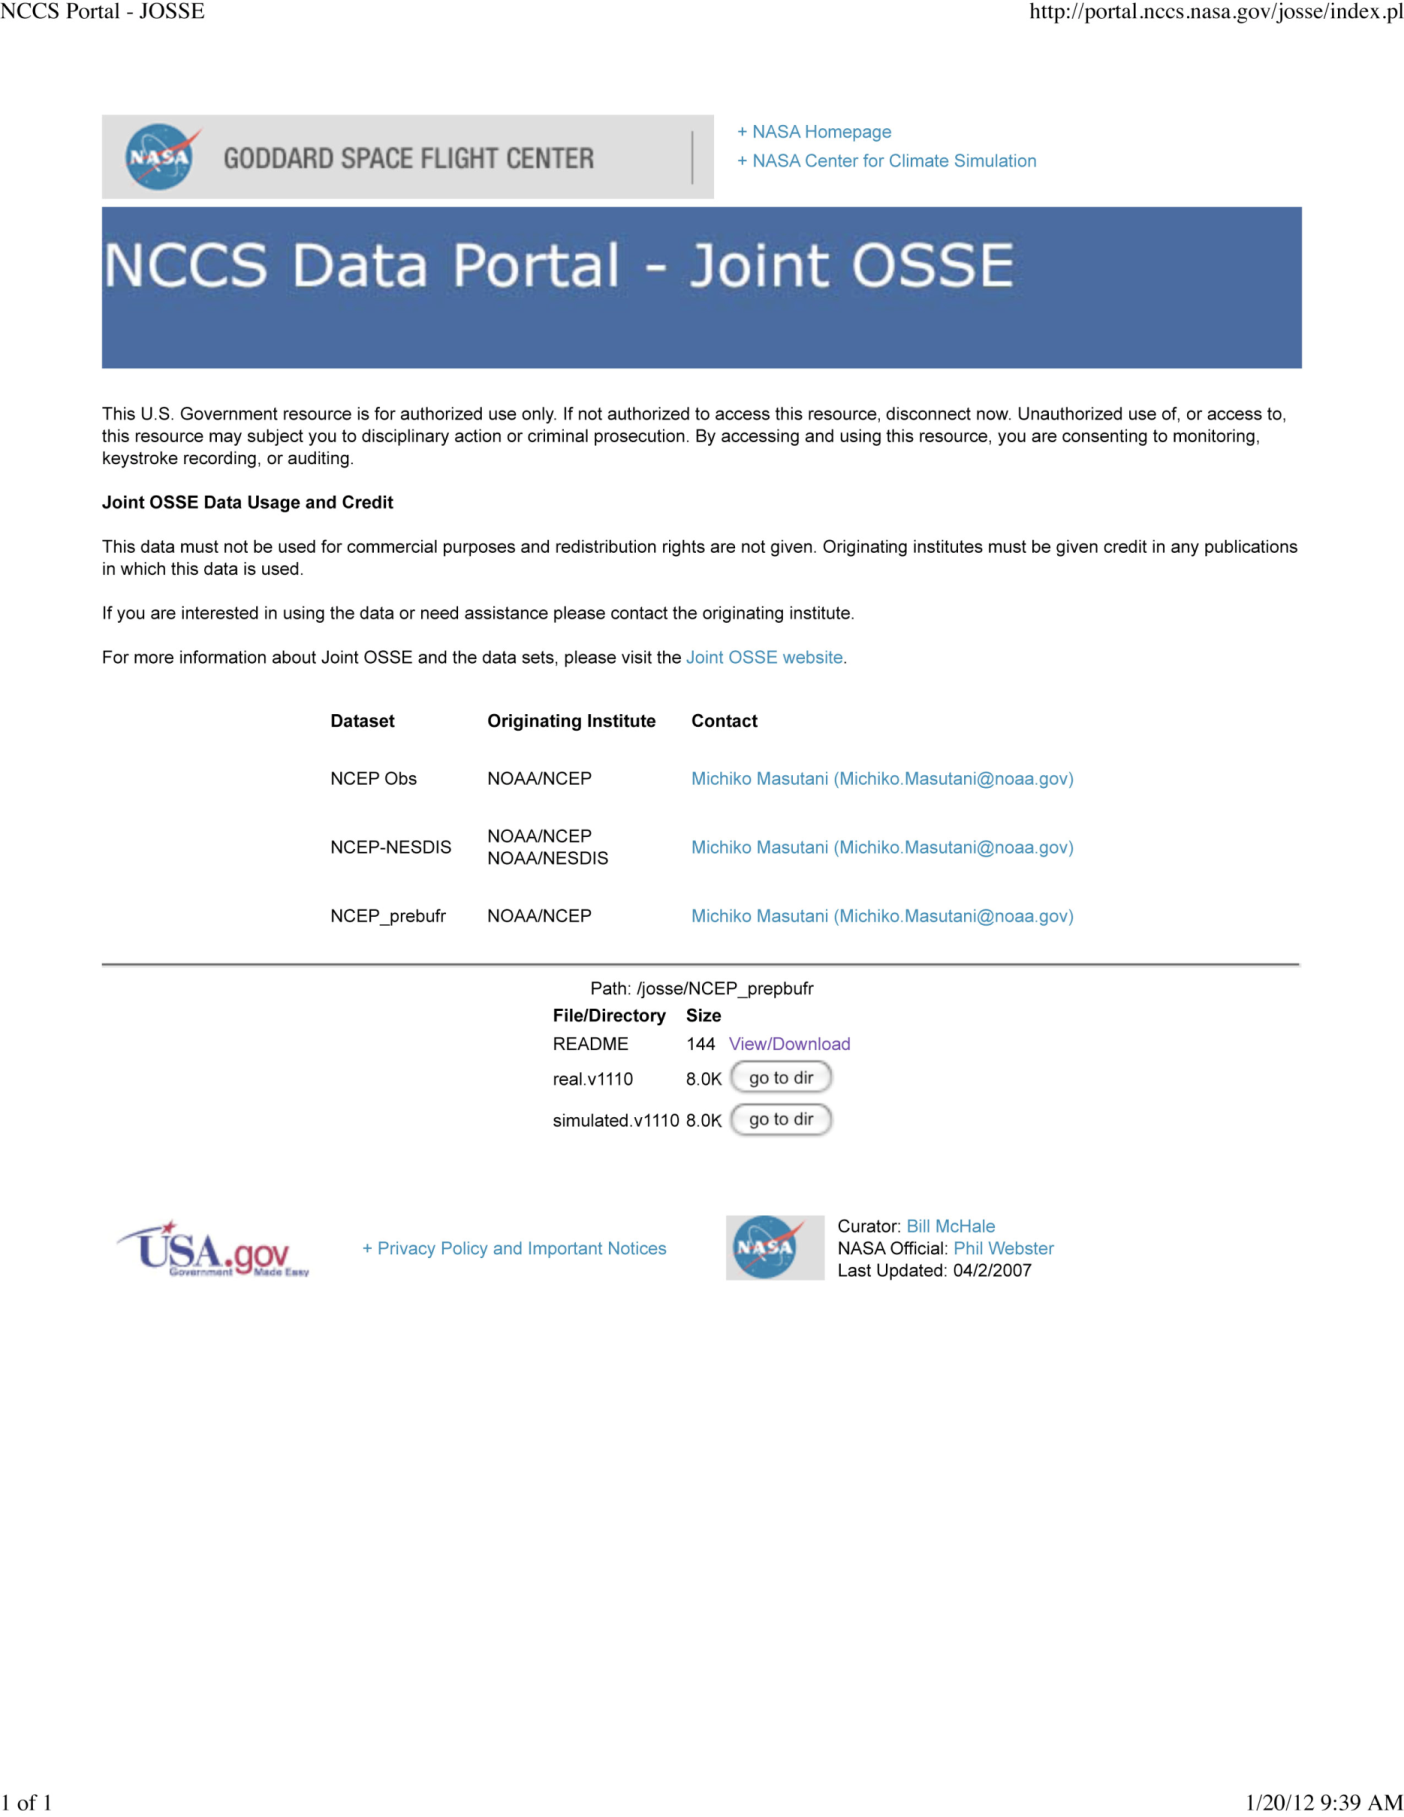 NCCS Portal - JOSSE
http://portal.nccs.nasa.gov/josse/index.pl
NASA
GODDARD SPACE FLIGHT CENTER
+ NASA Homepage
+ NASA Center for Climate Simulation
NCCS Data Portal - Joint OSSE
This U.S. Government resource is for authorized use only. If not authorized to access this resource, disconnect now. Unauthorized use of, or access to,
this resource may subject you to disciplinary action or criminal prosecution. By accessing and using this resource, you are consenting to monitoring,
keystroke recording, or auditing.
Joint OSSE Data Usage and Credit
This data must not be used for commercial purposes and redistribution rights are not given. Originating institutes must be given credit in any publications
in which this data is used.
If you are interested in using the data or need assistance please contact the originating institute.
For more information about Joint OSSE and the data sets, please visit the Joint OSSE website.
Dataset Originating Institute Contact
NCEP Obs NOAA/NCEP Michiko Masutani (Michiko.Masutani@noaa.gov)
NCEP-NESDIS NOAA/NCEP NOAA/NESDIS Michiko Masutani (Michiko.Masutani@noaa.gov)
NCEP_prebufr NOAA/NCEP Michiko Masutani (Michiko.Masutani@noaa.gov)
Path: /josse/NCEP_prepbufr
File/Directory Size
README 144 View/Download
real.v1110 8.0K go to dir
simulated.v1110 8.0K go to dir
USA.gov
Government Made Easy
+ Privacy Policy and Important Notices
NASA
Curator: Bill McHale
NASA Official: Phil Webster
Last Updated: 04/2/2007
1 of 1
1/20/12 9:39 AM